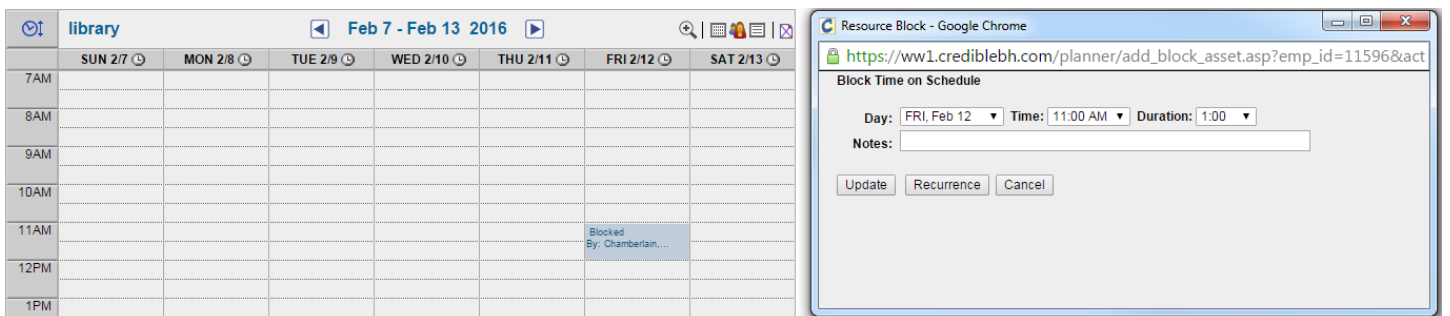 library
Feb 7 - Feb 13 2016
SUN 2/7 MON 2/8 TUE 2/9 WED 2/10 THU 2/11 FRI 2/12 SAT 2/13
7AM
8AM
9AM
10AM
11AM
Blocked
By: Chamberlain,...
12PM
1PM
Resource Block - Google Chrome
https://ww1.crediblebh.com/planner/add_block_asset.asp?emp_id=11596&act
Block Time on Schedule
Day: FRI, Feb 12 Time: 11:00 AM Duration: 1:00
Notes:
Update Recurrence Cancel